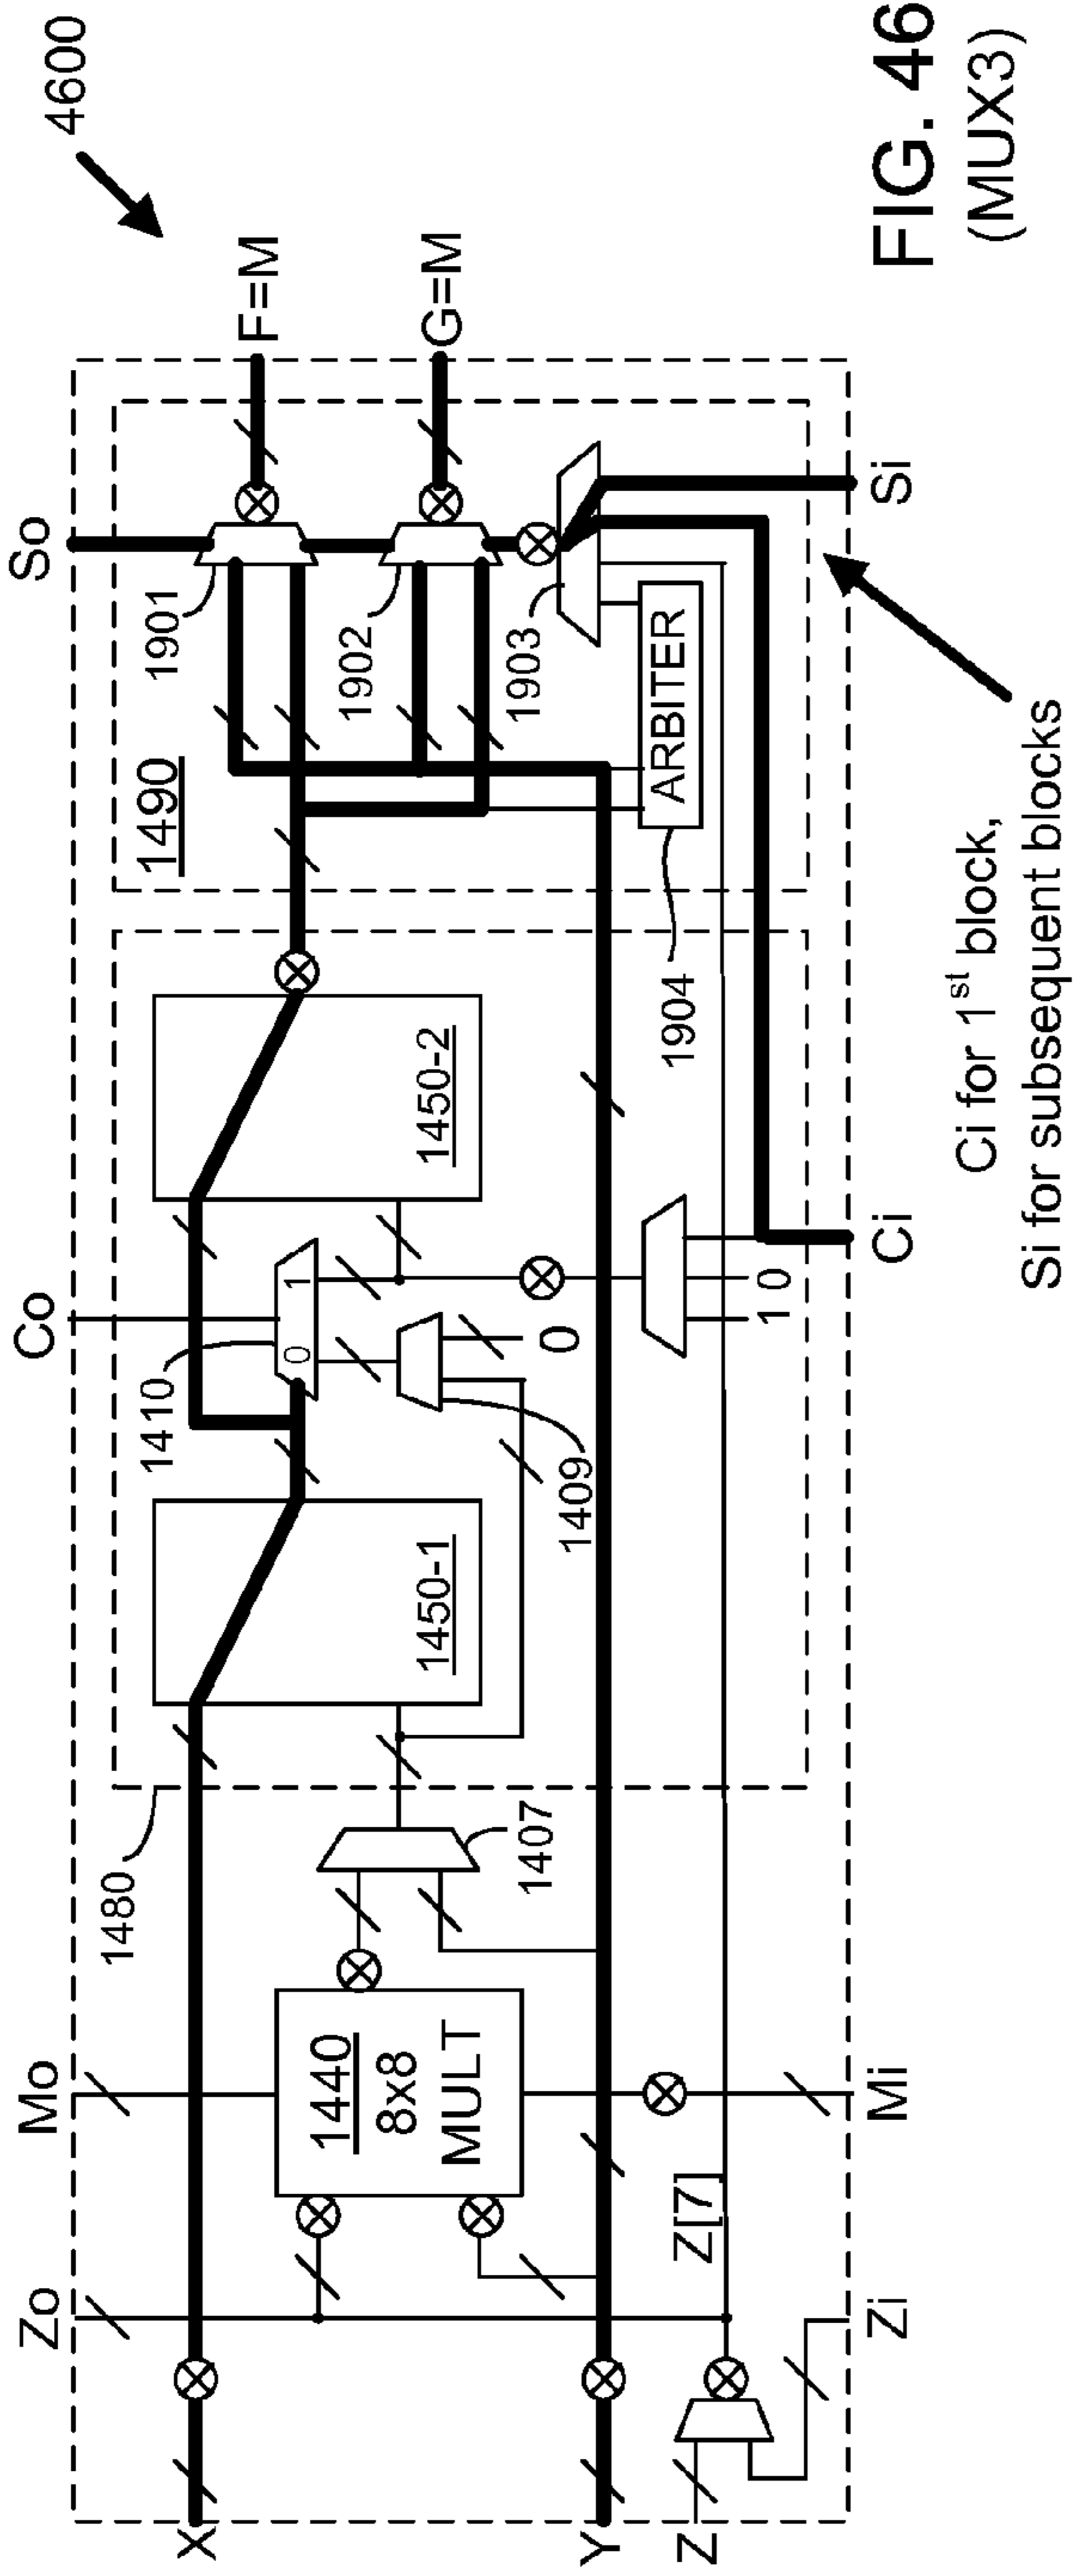 4600
Zo
Mo
Co
So
1480
1410
1490
1901
F=M
X
1440
8x8
MULT
1450-1
0
1
1450-2
1902
G=M
1407
1409
0
1903
Y
1904
ARBITER
Z
Z[7]
1 0
Zi
Mi
Ci
Si
Ci for 1st block,
Si for subsequent blocks
FIG. 46
(MUX3)